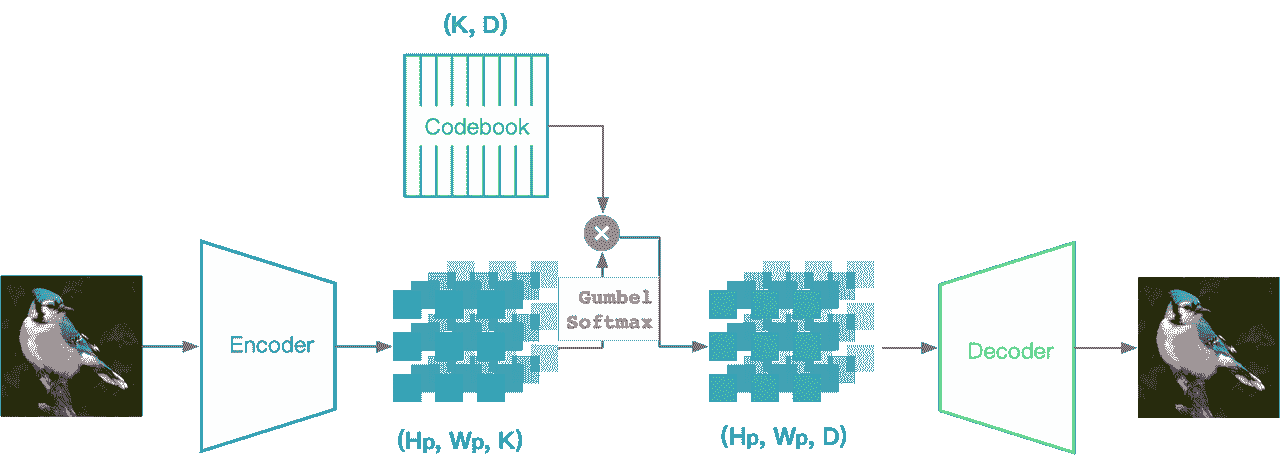 (K, D)
Codebook
Gumbel
Softmax
Encoder
Decoder
(Hp, Wp, K)
(Hp, Wp, D)